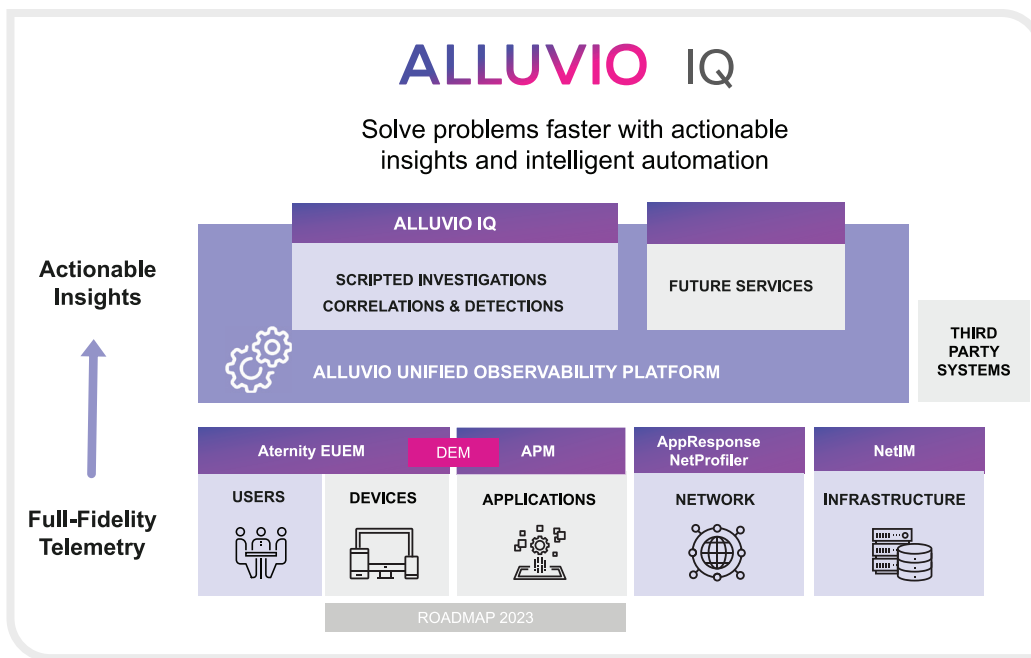 ALLUVIO IQ
Solve problems faster with actionable
insights and intelligent automation
ALLUVIO IQ
SCRIPTED INVESTIGATIONS
CORRELATIONS & DETECTIONS
FUTURE SERVICES
Actionable
Insights
THIRD
PARTY
SYSTEMS
ALLUVIO UNIFIED OBSERVABILITY PLATFORM
Aternity EUEM
DEM
APM
AppResponse
NetProfiler
NetIM
USERS
DEVICES
APPLICATIONS
NETWORK
INFRASTRUCTURE
Full-Fidelity
Telemetry
ROADMAP 2023